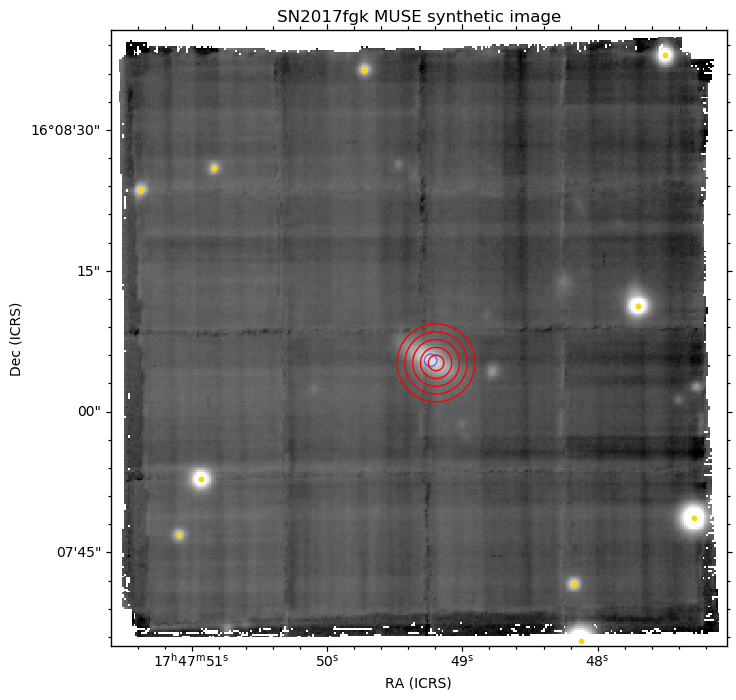 SN2017fgk MUSE synthetic image
16°08'30"
15"
00"
07'45"
Dec (ICRS)
17ʰ47ᵐ51ˢ
50ˢ
49ˢ
48ˢ
RA (ICRS)